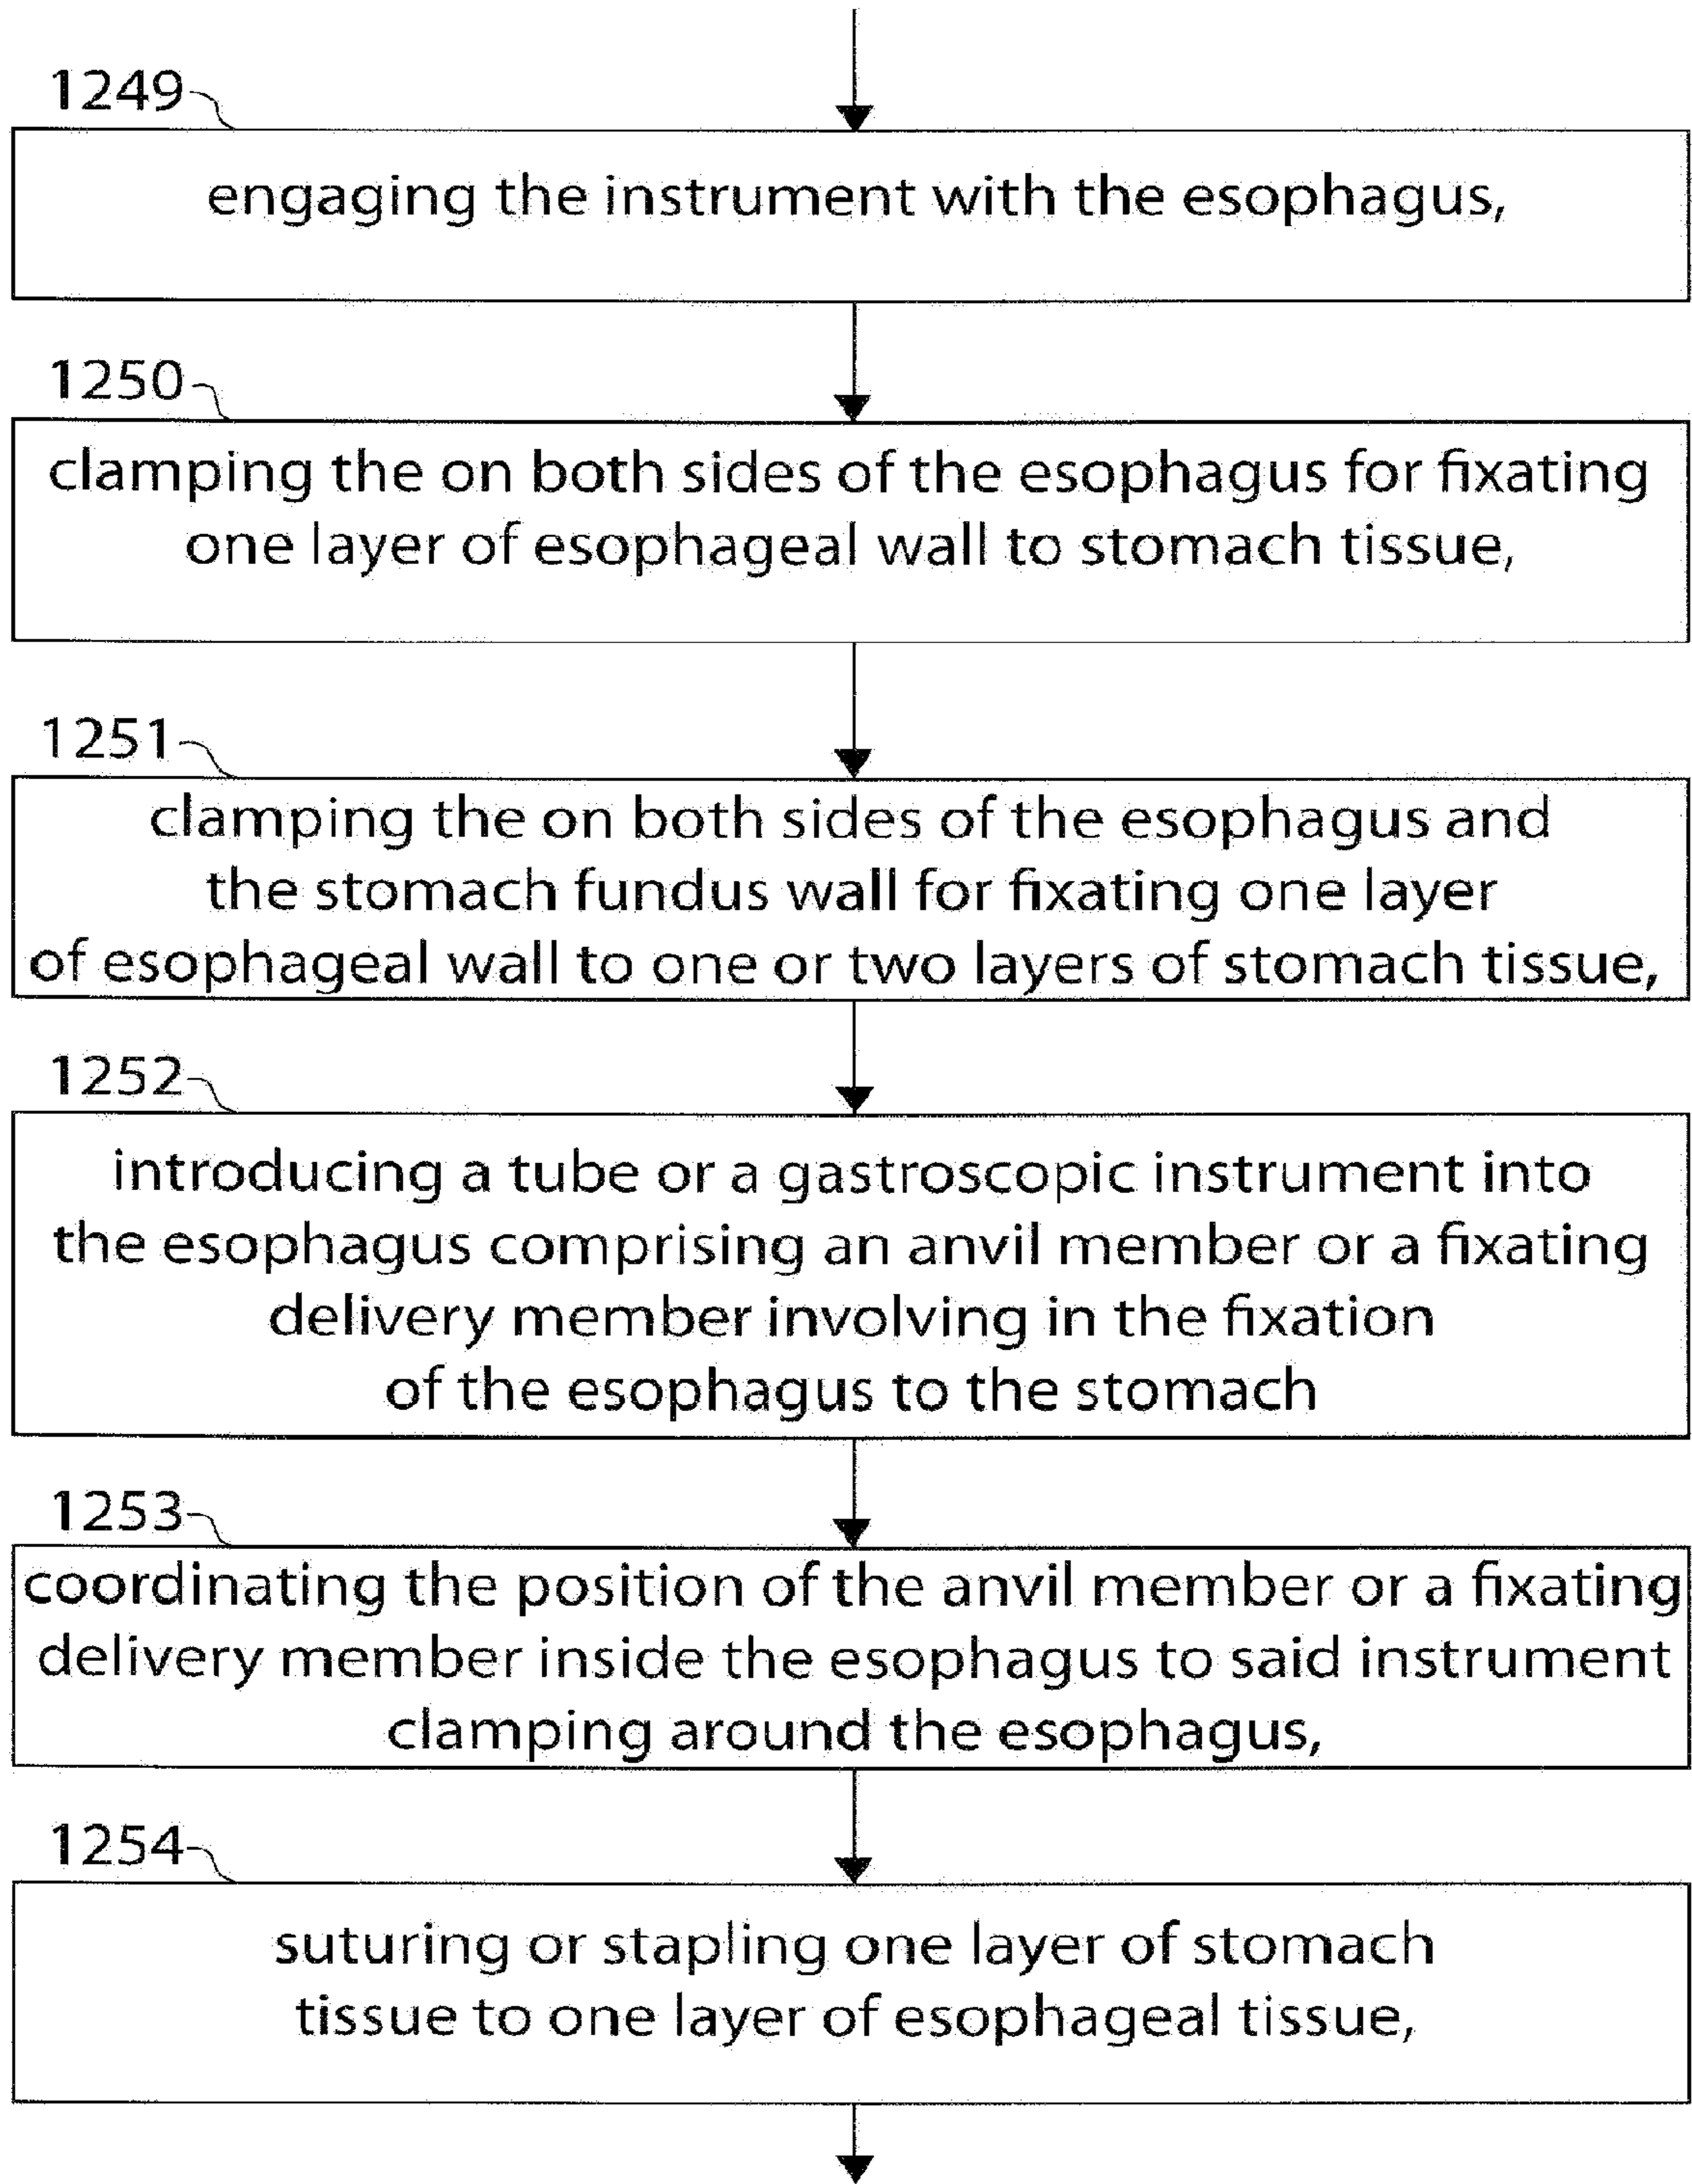 1249
engaging the instrument with the esophagus,
1250
clamping the on both sides of the esophagus for fixating
one layer of esophageal wall to stomach tissue,
1251
clamping the on both sides of the esophagus and
the stomach fundus wall for fixating one layer
of esophageal wall to one or two layers of stomach tissue,
1252
introducing a tube or a gastroscopic instrument into
the esophagus comprising an anvil member or a fixating
delivery member involving in the fixation
of the esophagus to the stomach
1253
coordinating the position of the anvil member or a fixating
delivery member inside the esophagus to said instrument
clamping around the esophagus,
1254
suturing or stapling one layer of stomach
tissue to one layer of esophageal tissue,